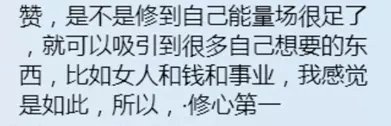 赞，是不是修到自己能量场很足了
，就可以吸引到很多自己想要的东
西，比如女人和钱和事业，我感觉
是如此，所以，·修心第一